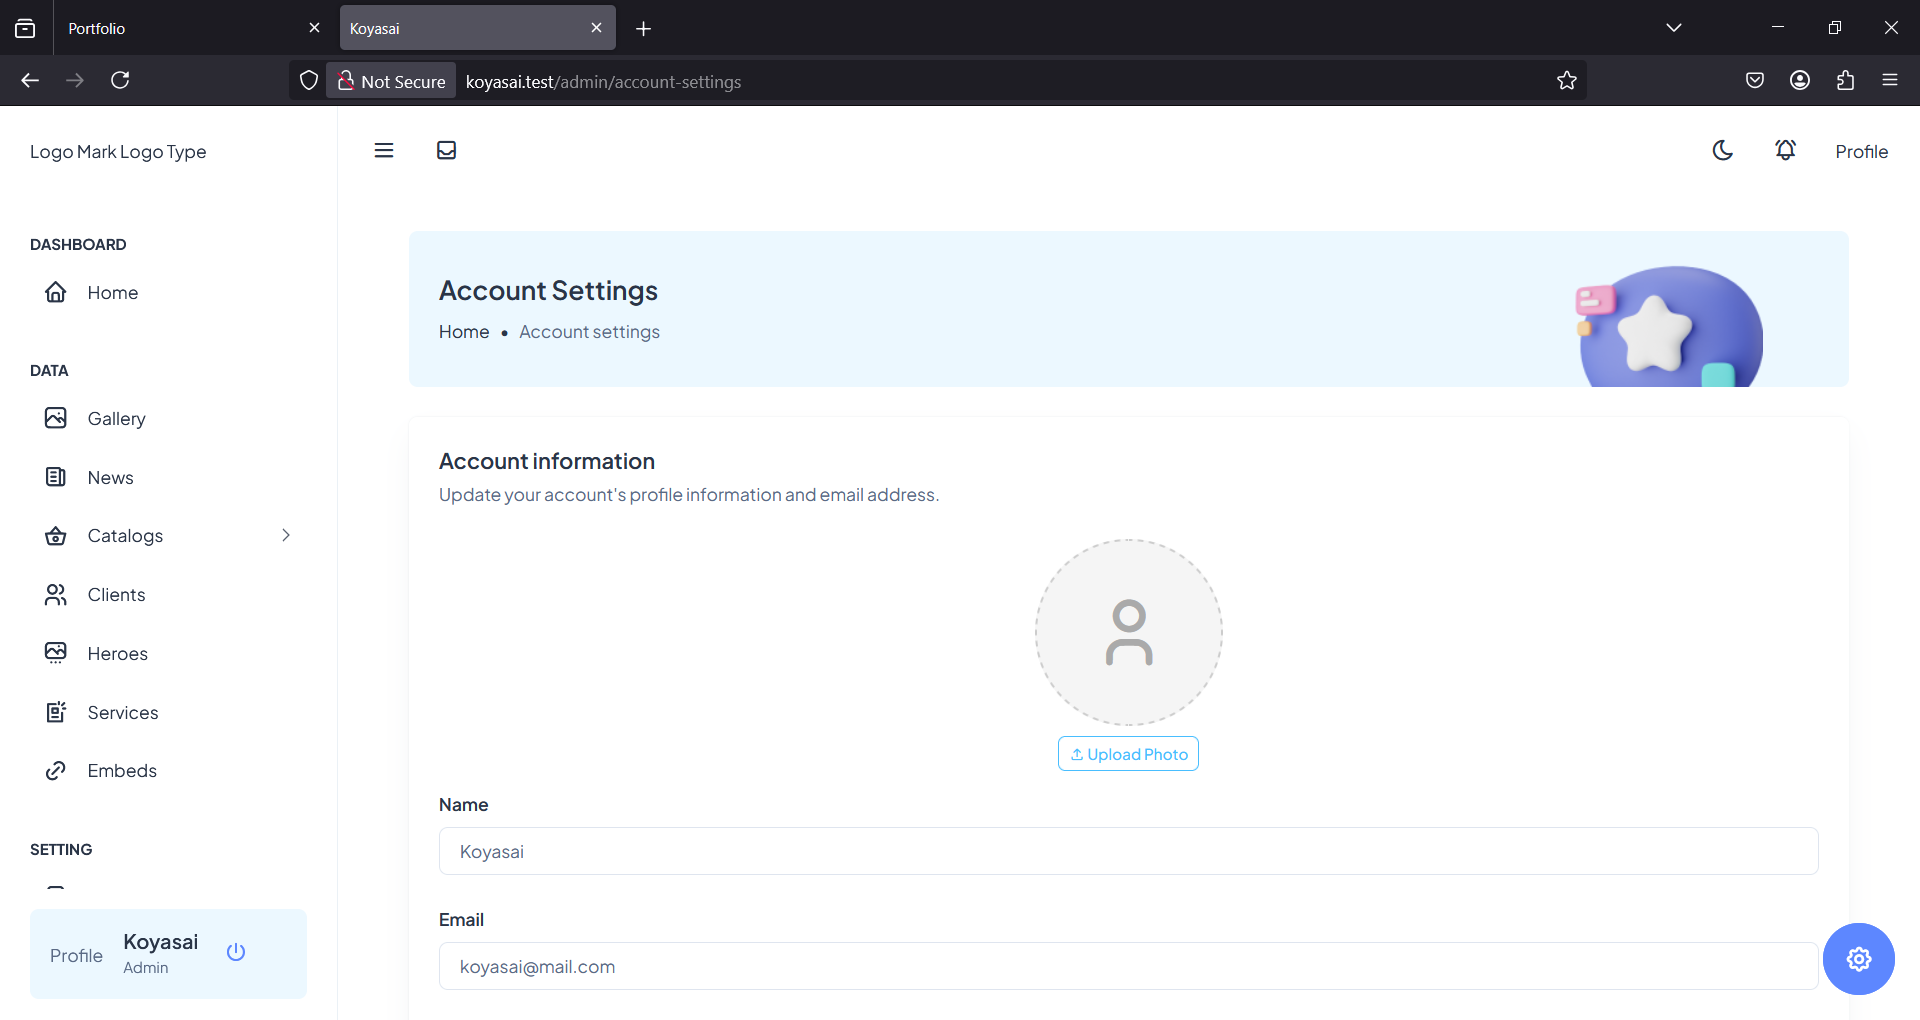 Portfolio
Koyasai
Not Secure
koyasai.test/admin/account-settings
Logo Mark Logo Type
Profile
DASHBOARD
Home
DATA
Gallery
News
Catalogs
Clients
Heroes
Services
Embeds
SETTING
Profile
Koyasai
Admin
Account Settings
Home • Account settings
Account information
Update your account's profile information and email address.
Upload Photo
Name
Koyasai
Email
koyasai@mail.com